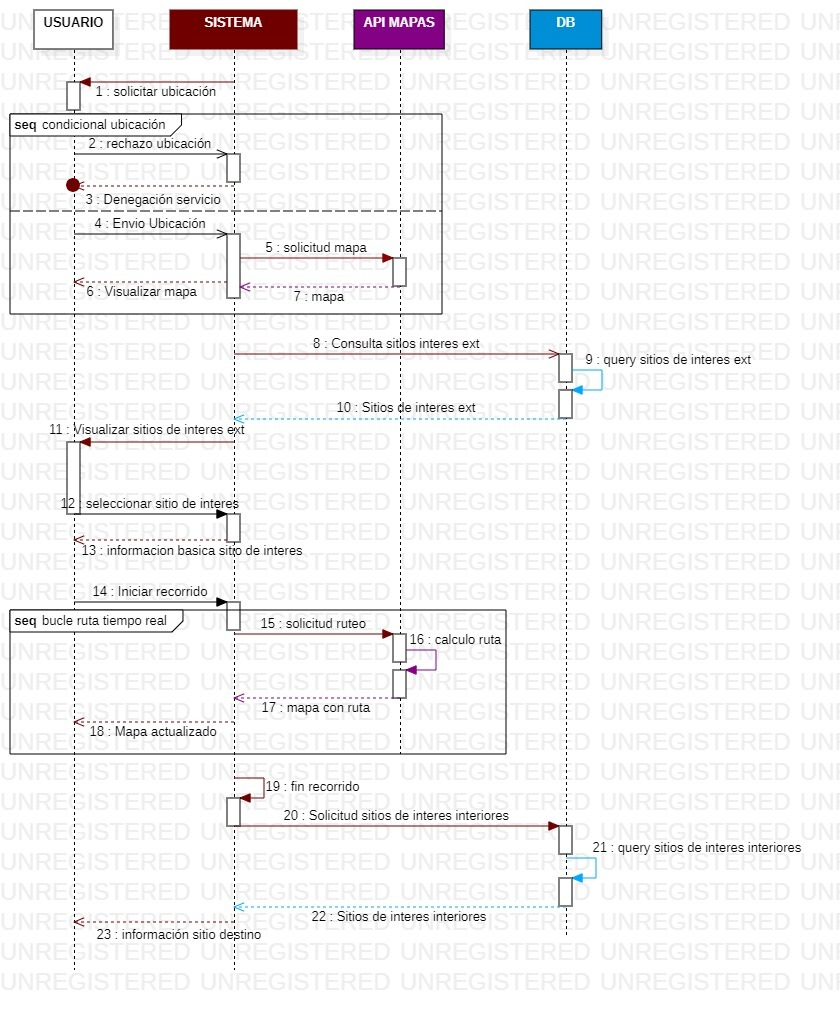 USUARIO SISTEMA API MAPAS DB
1 : solicitar ubicación
seq condicional ubicación
2 : rechazo ubicación
3 : Denegación servicio
4 : Envio Ubicación
5 : solicitud mapa
6 : Visualizar mapa
7 : mapa
8 : Consulta sitios interes ext
9 : query sitios de interes ext
10 : Sitios de interes ext
11 : Visualizar sitios de interes ext
12 : seleccionar sitio de interes
13 : informacion basica sitio de interes
14 : Iniciar recorrido
seq bucle ruta tiempo real
15 : solicitud ruteo
16 : calculo ruta
17 : mapa con ruta
18 : Mapa actualizado
19 : fin recorrido
20 : Solicitud sitios de interes interiores
21 : query sitios de interes interiores
22 : Sitios de interes interiores
23 : información sitio destino
UNREGISTERED